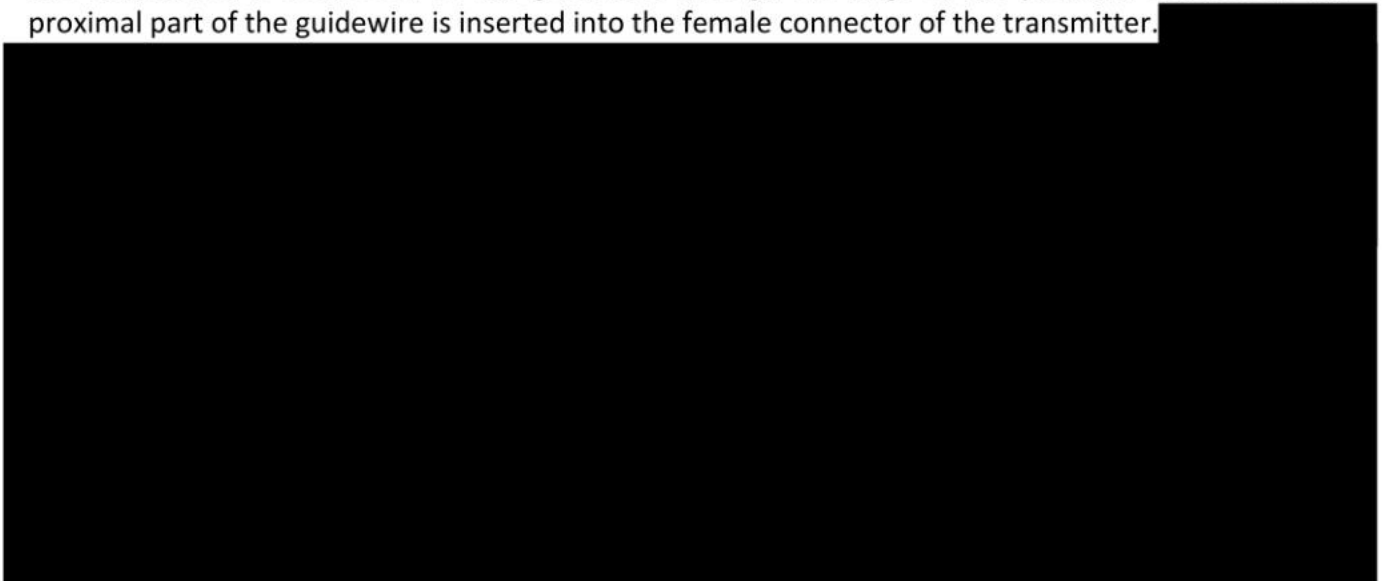 proximal part of the guidewire is inserted into the female connector of the transmitter.